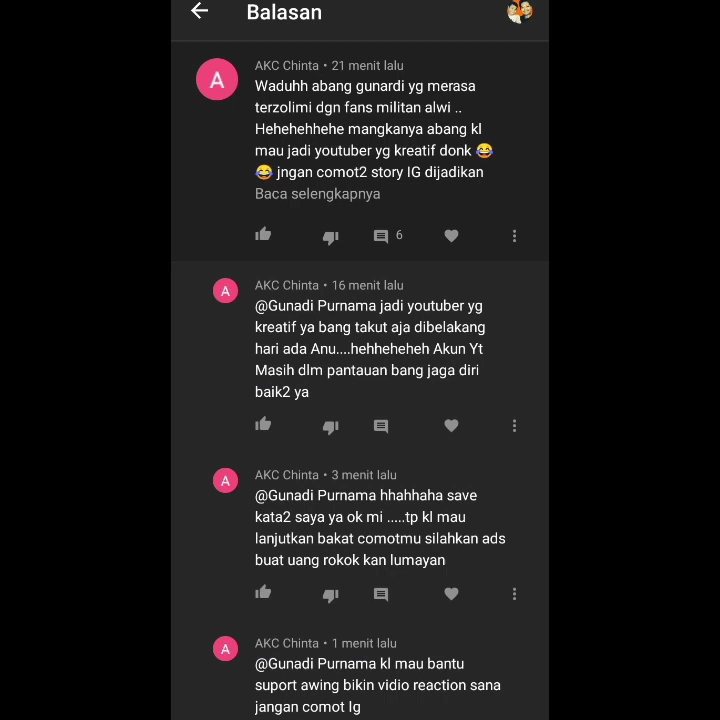 Balasan
AKC Chinta • 21 menit lalu
A
Waduhh abang gunardi yg merasa
terzolimi dgn fans militan alwi ..
Hehehehhehe mangkanya abang kl
mau jadi youtuber yg kreatif donk 😂
😂 jngan comot2 story IG dijadikan
Baca selengkapnya
6
AKC Chinta • 16 menit lalu
A
@Gunadi Purnama jadi youtuber yg
kreatif ya bang takut aja dibelakang
hari ada Anu....hehheheheh Akun Yt
Masih dlm pantauan bang jaga diri
baik2 ya
AKC Chinta • 3 menit lalu
A
@Gunadi Purnama hhahhaha save
kata2 saya ya ok mi .....tp kl mau
lanjutkan bakat comotmu silahkan ads
buat uang rokok kan lumayan
AKC Chinta • 1 menit lalu
A
@Gunadi Purnama kl mau bantu
suport awing bikin vidio reaction sana
jangan comot Ig